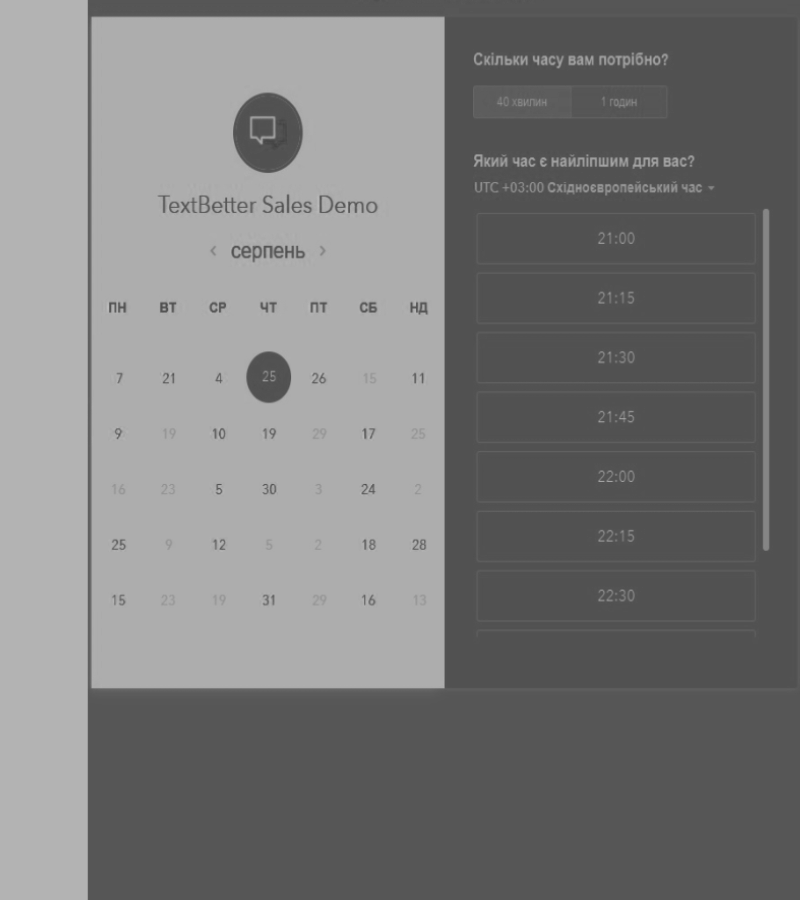 TextBetter Sales Demo
серпень
ПН ВТ СР ЧТ ПТ СБ НД
7 21 4 25 26 15 11
9 19 10 19 29 17 25
16 23 5 30 3 24 2
25 9 12 5 2 18 28
15 23 19 31 29 16 13
Скільки часу вам потрібно?
40 хвилин 1 годин
Який час є найліпшим для вас?
UTC +03:00 Східноєвропейський час
21:00
21:15
21:30
21:45
22:00
22:15
22:30